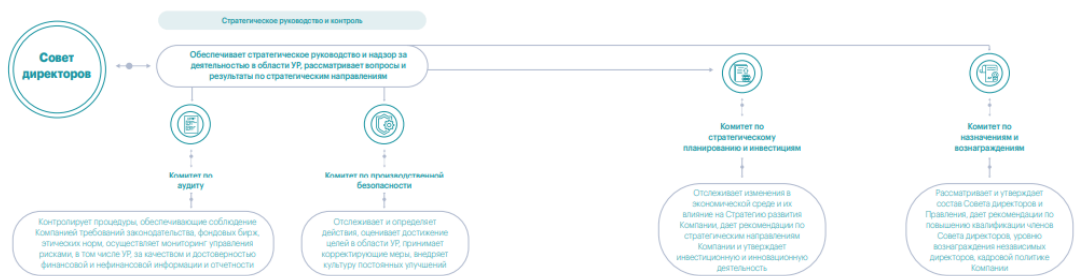 Стратегическое руководство и контроль
Совет
директоров
Обеспечивает стратегическое руководство и надзор за
деятельностью в области УР, рассматривает вопросы и
результаты по стратегическим направлениям
Комитет по
аудиту
Контролирует процедуры, обеспечивающие соблюдение
Компанией требований законодательства, фондовых бирж,
этических норм, осуществляет мониторинг управления
рисками, в том числе УР, за качеством и достоверностью
финансовой и нефинансовой информации и отчетности
Комитет по производственной
безопасности
Отслеживает и определяет
действия, оценивает достижение
целей в области УР, принимает
корректирующие меры, внедряет
культуру постоянных улучшений
Комитет по
стратегическому
планированию и инвестициям
Отслеживает изменения в
экономической среде и их
влияние на Стратегию развития
Компании, дает рекомендации по
стратегическим направлениям
Компании и утверждает
инвестиционную и инновационную
деятельность
Комитет по
назначениям и
вознаграждениям
Рассматривает и утверждает
состав Совета директоров и
Правления, дает рекомендации по
повышению квалификации членов
Совета директоров, уровню
вознаграждения независимых
директоров, кадровой политике
Компании